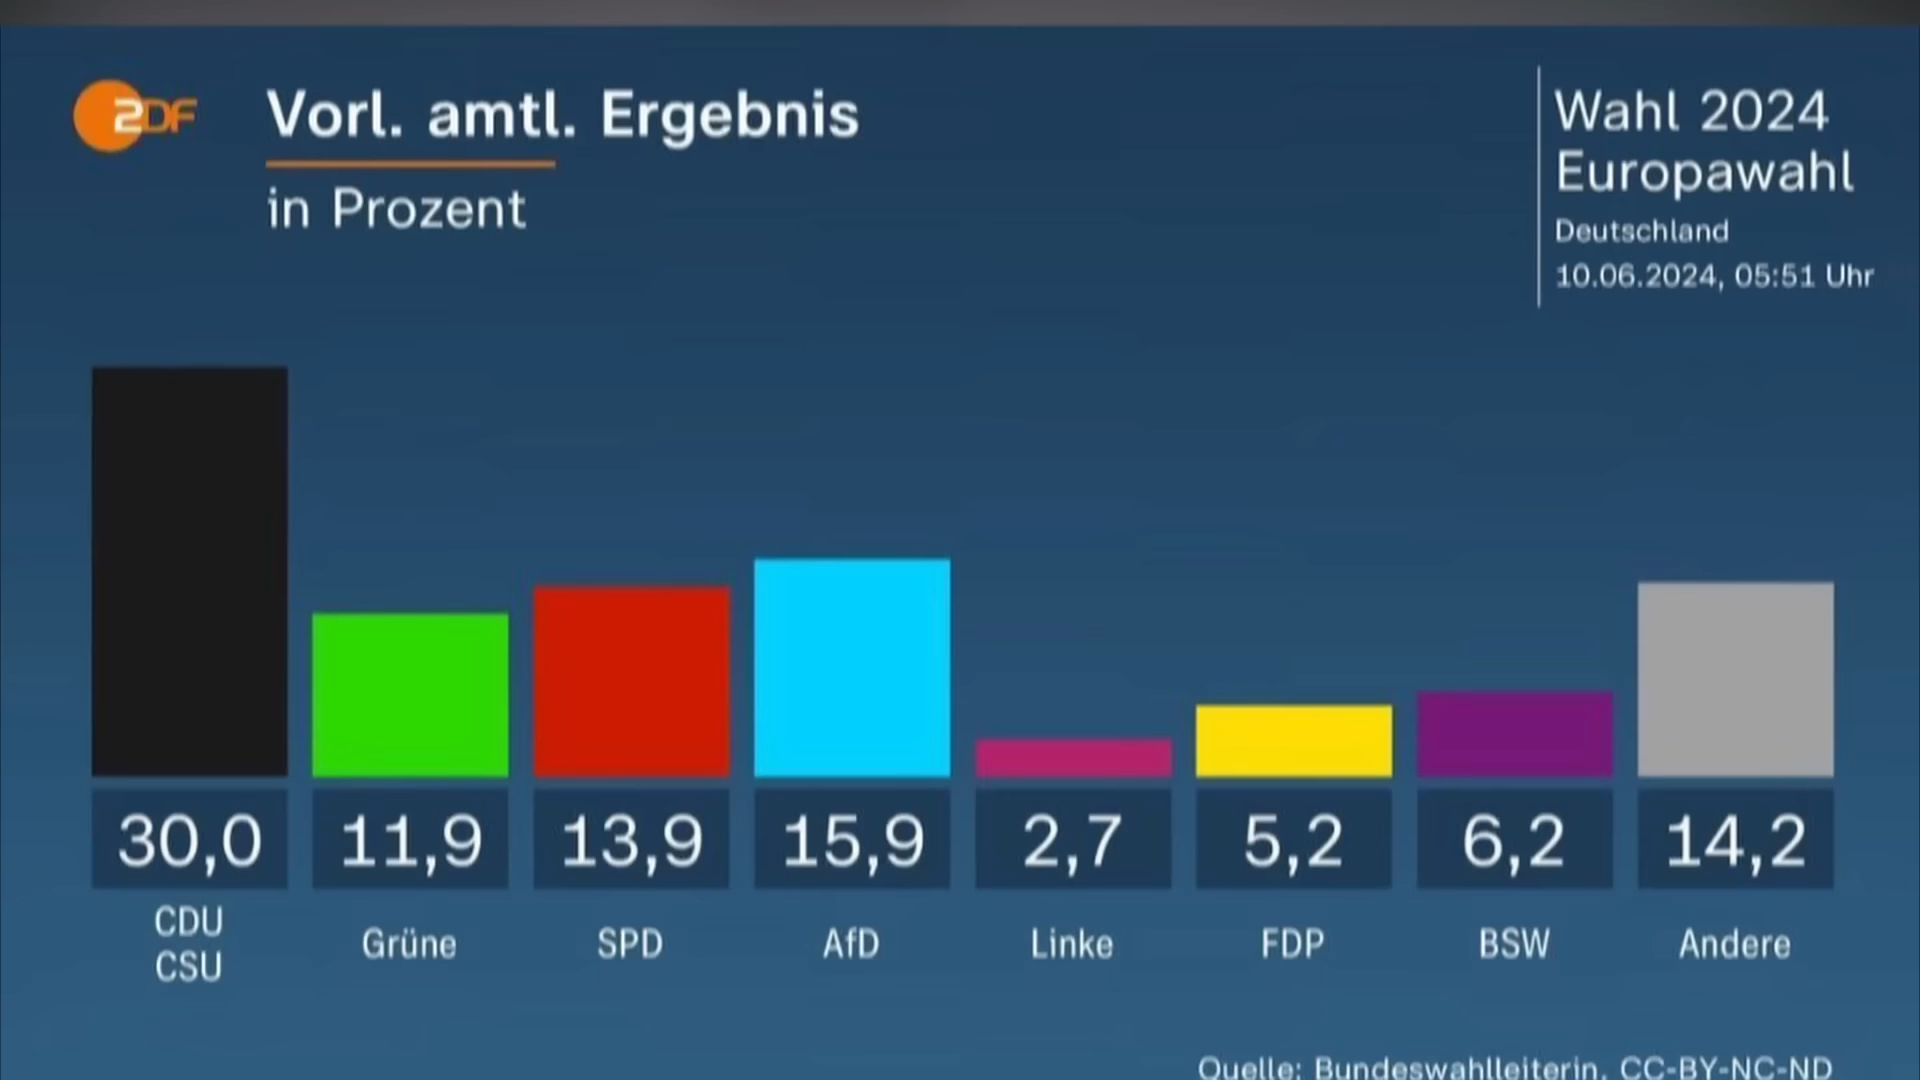 ZDF
Vorl. amtl. Ergebnis
in Prozent
Wahl 2024
Europawahl
Deutschland
10.06.2024, 05:51 Uhr
30,0 11,9 13,9 15,9 2,7 5,2 6,2 14,2
CDU
CSU
Grüne SPD AfD Linke FDP BSW Andere
Quelle: Bundeswahlleiterin, CC-BY-NC-ND